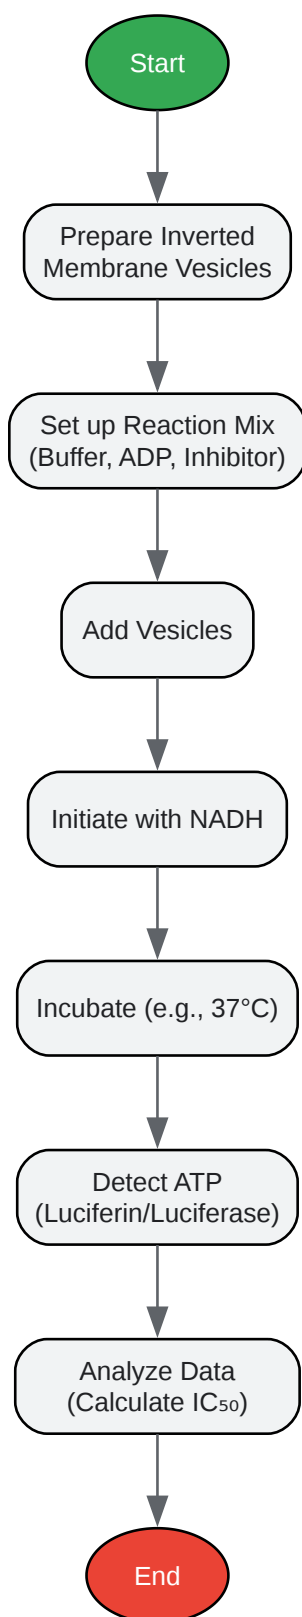 Start
Prepare Inverted
Membrane Vesicles
Set up Reaction Mix
(Buffer, ADP, Inhibitor)
Add Vesicles
Initiate with NADH
Incubate (e.g., 37°C)
Detect ATP
(Luciferin/Luciferase)
Analyze Data
(Calculate IC₅₀)
End